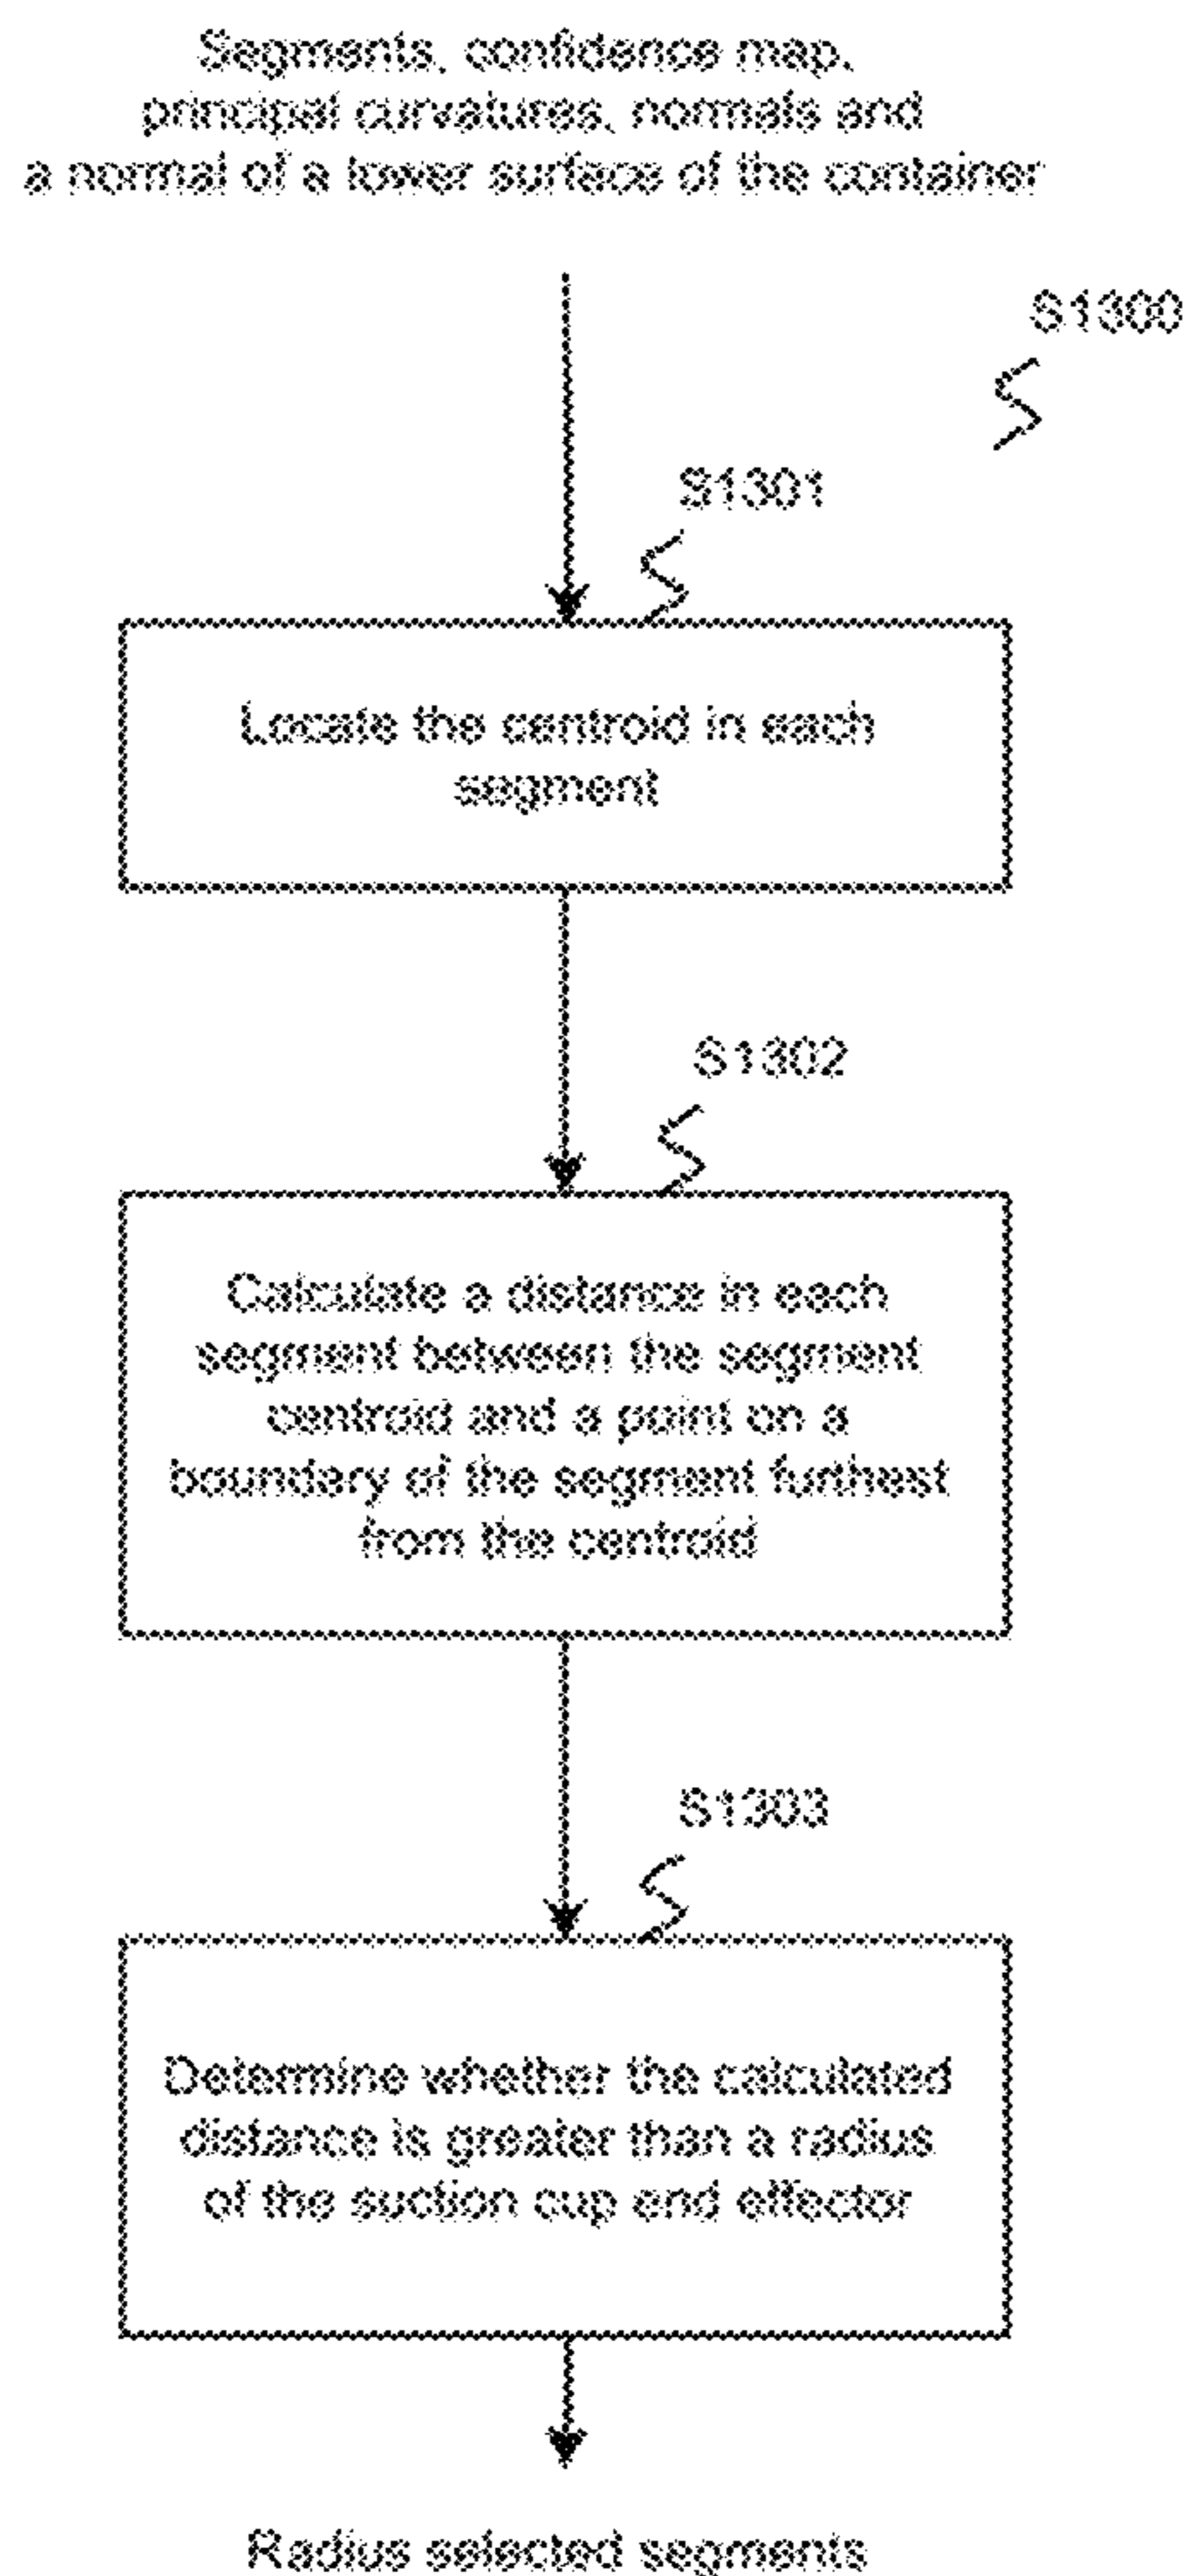 Segments, confidence map,
principal curvatures, normals and
a normal of a lower surface of the container
S1300
S1301
Locate the centroid in each
segment
S1302
Calculate a distance in each
segment between the segment
centroid and a point on a
boundary of the segment furthest
from the centroid
S1303
Determine whether the calculated
distance is greater than a radius
of the suction cup end effector
Radius selected segments